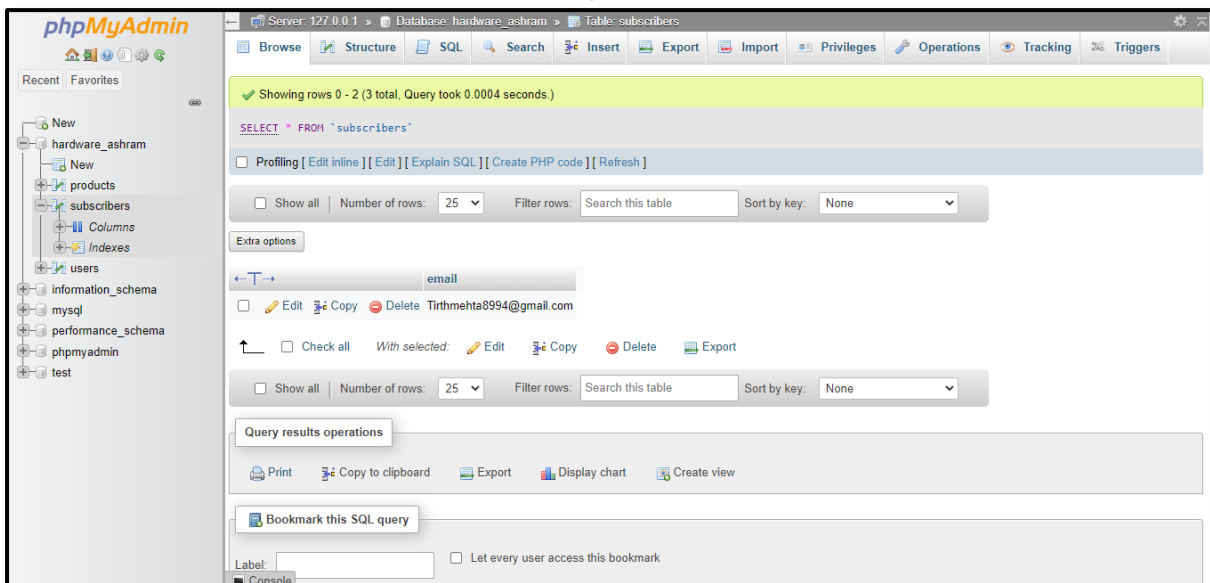 phpMyAdmin
Recent Favorites
New
hardware_ashram
New
products
subscribers
Columns
Indexes
users
information_schema
mysql
performance_schema
phpmyadmin
test
← Server: 127.0.0.1 » Database: hardware_ashram » Table: subscribers
Browse Structure SQL Search Insert Export Import Privileges Operations Tracking Triggers
Showing rows 0 - 2 (3 total, Query took 0.0004 seconds.)
SELECT * FROM `subscribers`
Profiling [ Edit inline ] [ Edit ] [ Explain SQL ] [ Create PHP code ] [ Refresh ]
Show all | Number of rows: 25 Filter rows: Search this table Sort by key: None
Extra options
←T→ email
Edit Copy Delete Tirthmehta8994@gmail.com
Check all With selected: Edit Copy Delete Export
Show all | Number of rows: 25 Filter rows: Search this table Sort by key: None
Query results operations
Print Copy to clipboard Export Display chart Create view
Bookmark this SQL query
Label: Let every user access this bookmark
Console